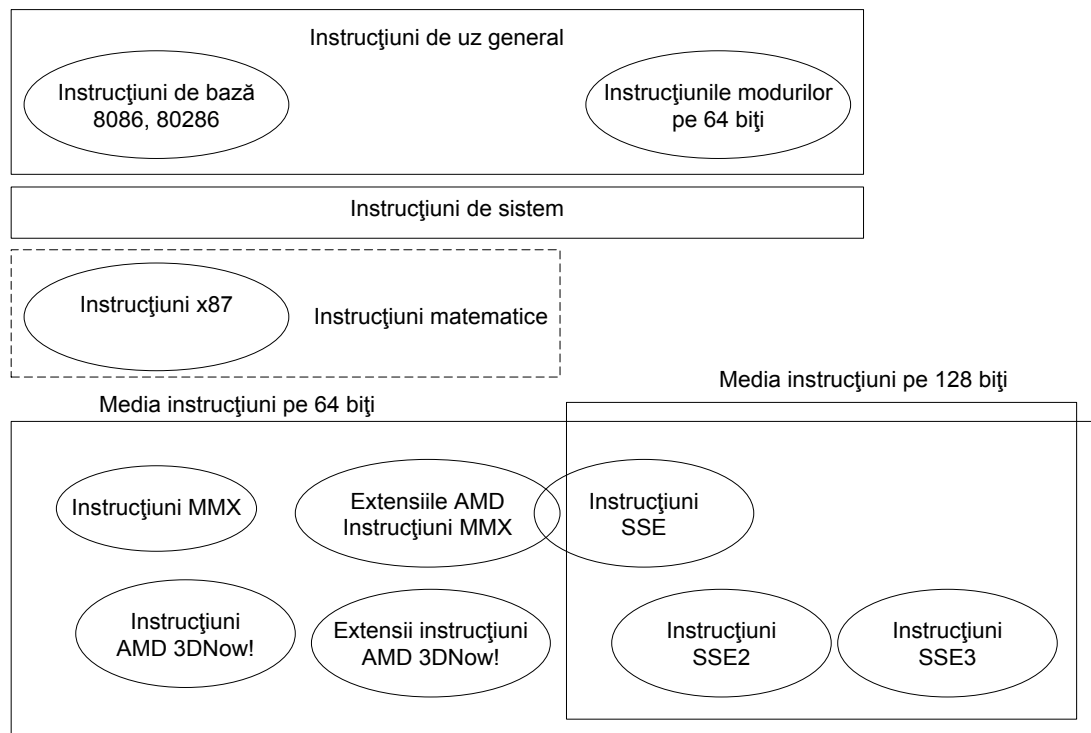 Instrucţiuni de uz general
Instrucţiuni de bază
8086, 80286
Instrucţiunile modurilor
pe 64 biţi
Instrucţiuni de sistem
Instrucţiuni x87
Instrucţiuni matematice
Media instrucţiuni pe 128 biţi
Media instrucţiuni pe 64 biţi
Instrucţiuni MMX
Extensiile AMD
Instrucţiuni MMX
Instrucţiuni
SSE
Instrucţiuni
AMD 3DNow!
Extensii instrucţiuni
AMD 3DNow!
Instrucţiuni
SSE2
Instrucţiuni
SSE3